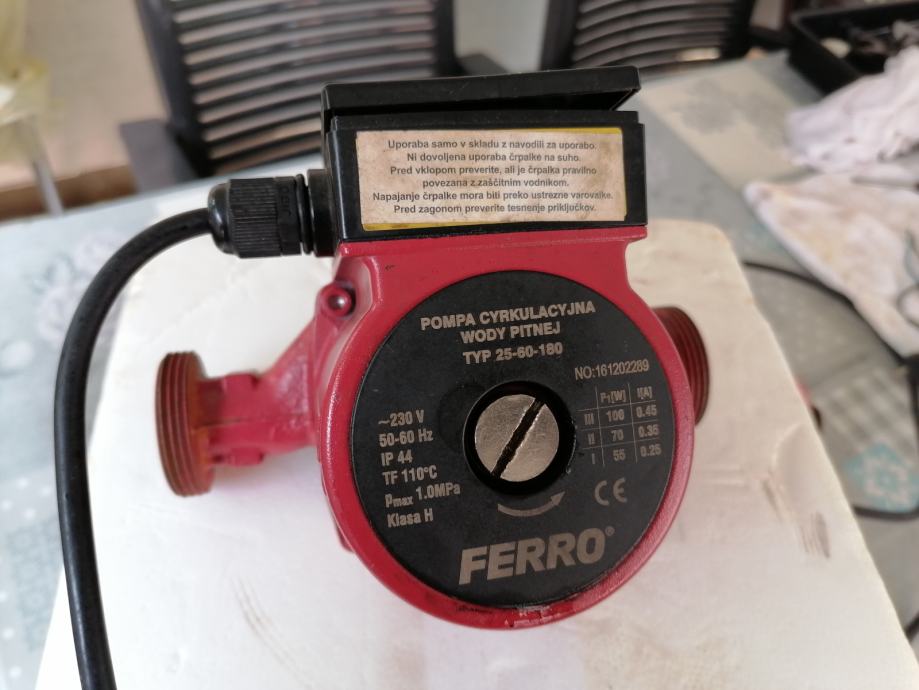 Uporaba samo v skladu z navodili za uporabo.
Ni dovoljena uporaba črpalke na suho.
Pred vklopom preverite, ali je črpalka pravilno
povezana z zaščitnim vodnikom.
Napajanje črpalke mora biti preko ustrezne varovalke.
Pred zagonom preverite tesnenje priključkov.
POMPA CYRKULACYJNA
WODY PITNEJ
TYP 25-60-180
NO:161202289
P₁[W] I[A]
III 100 0.45
II 70 0.35
I 55 0.25
~230 V
50-60 Hz
IP 44
TF 110°C
pmax 1.0MPa
Klasa H
CE
FERRO®